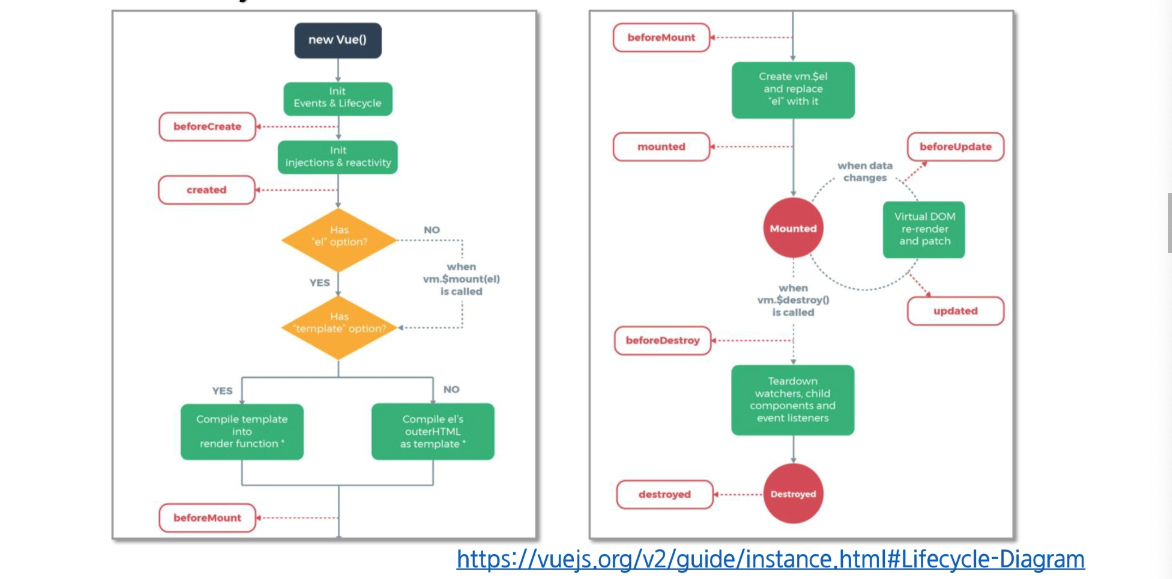 new Vue()
Init
Events & Lifecycle
beforeCreate
Init
injections & reactivity
created
Has
"el" option?
NO
YES
when
vm.$mount(el)
is called
Has
"template" option?
YES
NO
Compile template
into
render function *
Compile el's
outerHTML
as template *
beforeMount
beforeMount
Create vm.$el
and replace
"el" with it
mounted
beforeUpdate
when data
changes
Mounted
Virtual DOM
re-render
and patch
when
vm.$destroy()
is called
updated
beforeDestroy
Teardown
watchers, child
components and
event listeners
destroyed
Destroyed
https://vuejs.org/v2/guide/instance.html#Lifecycle-Diagram